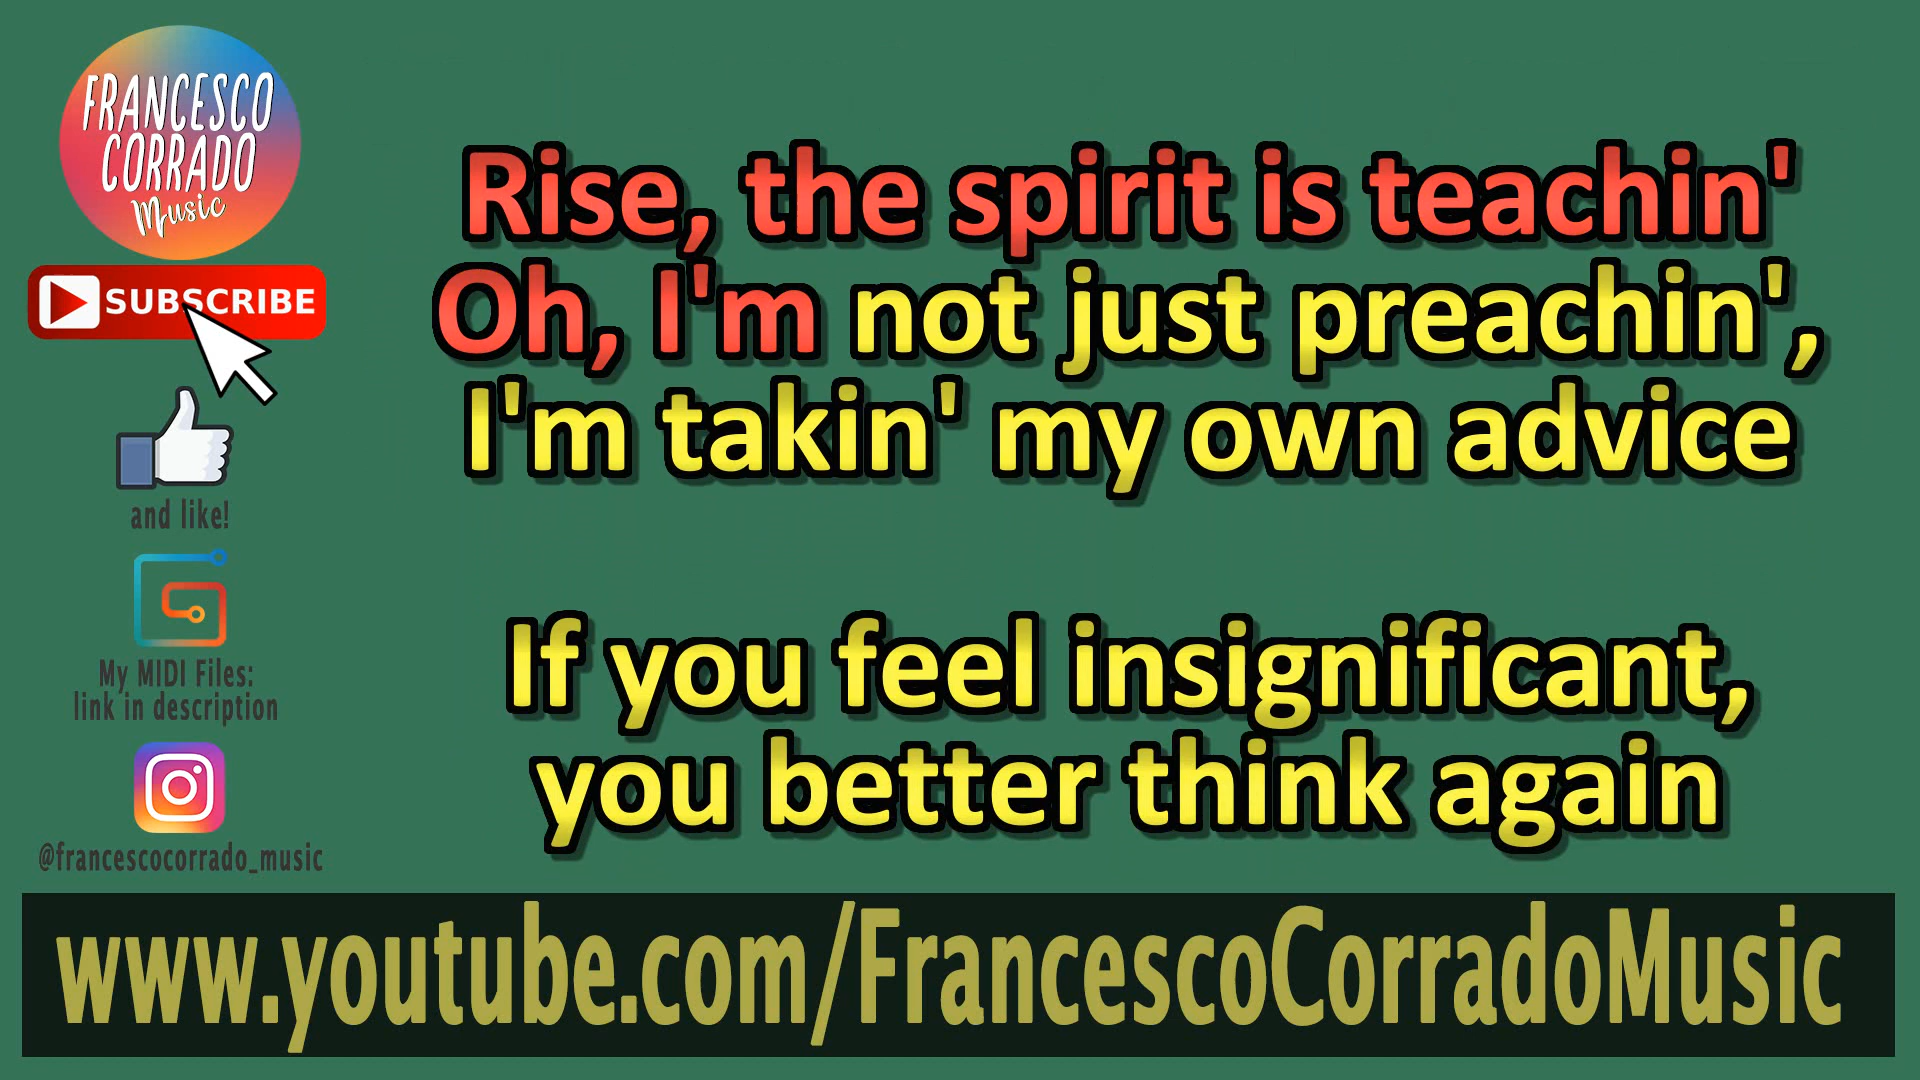 FRANCESCO
CORRADO
Music
SUBSCRIBE
and like!
My MIDI Files:
link in description
@francescocorrado_music
Rise, the spirit is teachin'
Oh, I'm not just preachin',
I'm takin' my own advice
If you feel insignificant,
you better think again
www.youtube.com/FrancescoCorradoMusic